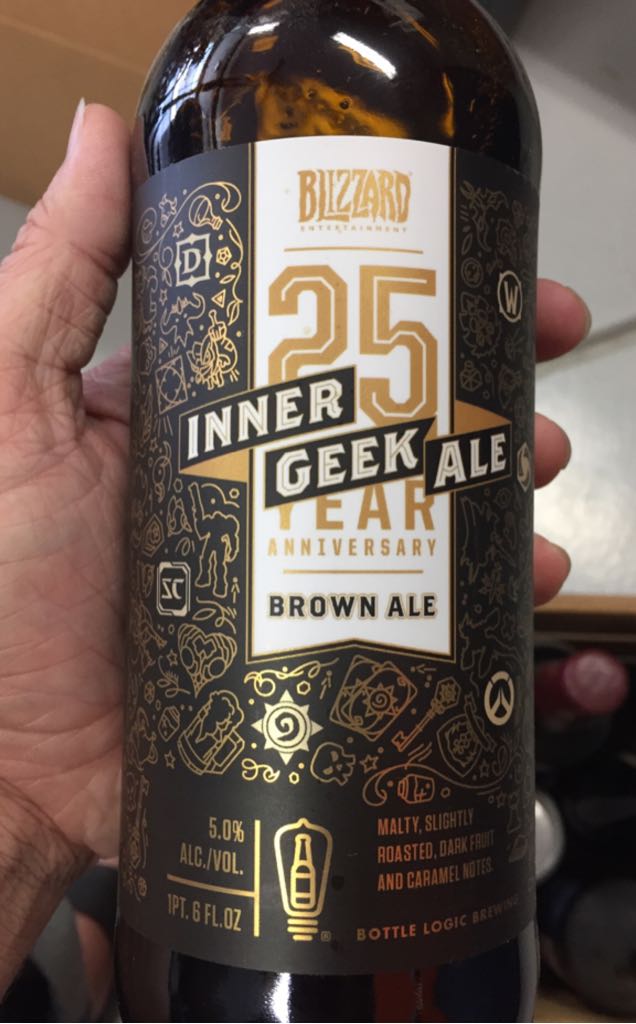 BLIZZARD
ENTERTAINMENT
25
INNER
GEEK ALE
YEAR
ANNIVERSARY
BROWN ALE
D
W
SC
5.0%
ALC./VOL.
1PT. 6 FL.OZ
®
MALTY, SLIGHTLY
ROASTED, DARK FRUIT
AND CARAMEL NOTES.
BOTTLE LOGIC BREWING